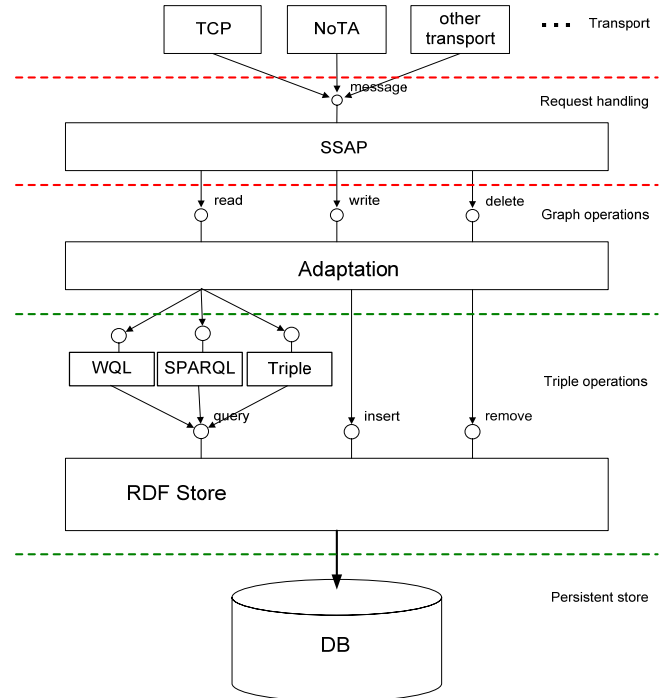 TCP
NoTA
other
transport
Transport
message
Request handling
SSAP
read
write
delete
Graph operations
Adaptation
WQL
SPARQL
Triple
Triple operations
query
insert
remove
RDF Store
Persistent store
DB